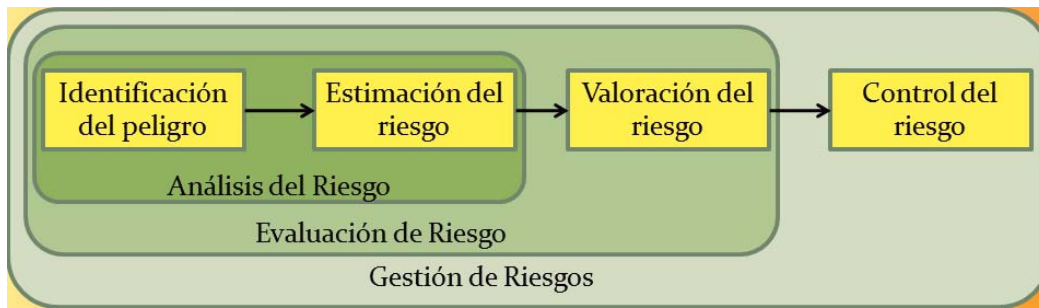 Identificación
del peligro
Estimación del
riesgo
Valoración del
riesgo
Control del
riesgo
Análisis del Riesgo
Evaluación de Riesgo
Gestión de Riesgos